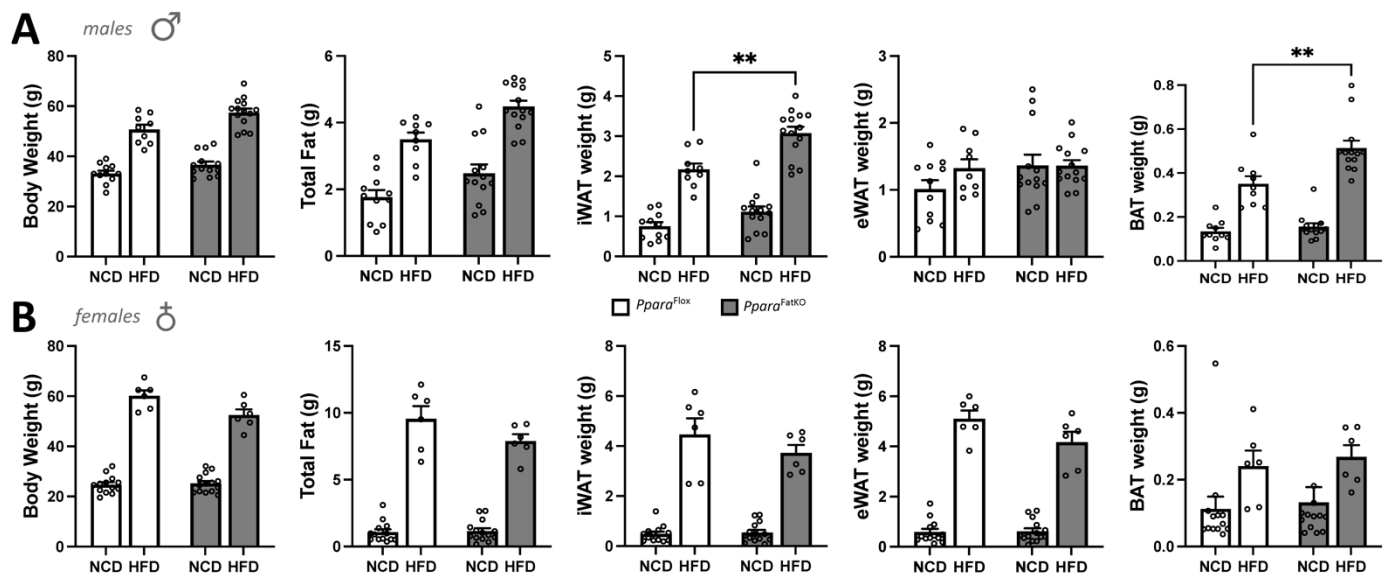 A
males ♂
Body Weight (g)
80
60
40
20
0
NCD HFD NCD HFD
Total Fat (g)
6
4
2
0
NCD HFD NCD HFD
iWAT weight (g)
5
4
3
2
1
0
**
NCD HFD NCD HFD
eWAT weight (g)
3
2
1
0
NCD HFD NCD HFD
BAT weight (g)
0.8
0.6
0.4
0.2
0.0
**
NCD HFD NCD HFD
Ppara^Flox Ppara^FatKO
B
females ♀
Body Weight (g)
80
60
40
20
0
NCD HFD NCD HFD
Total Fat (g)
15
10
5
0
NCD HFD NCD HFD
iWAT weight (g)
8
6
4
2
0
NCD HFD NCD HFD
eWAT weight (g)
8
6
4
2
0
NCD HFD NCD HFD
BAT weight (g)
0.6
0.4
0.2
0.0
NCD HFD NCD HFD